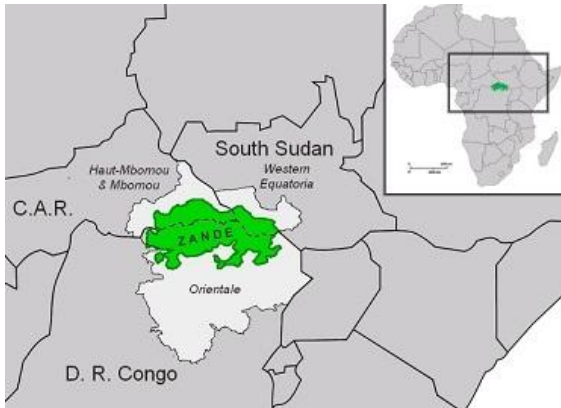 South Sudan
Haut-Mbomou
& Mbomou
Western
Equatoria
C.A.R.
ZANDE
Orientale
D. R. Congo